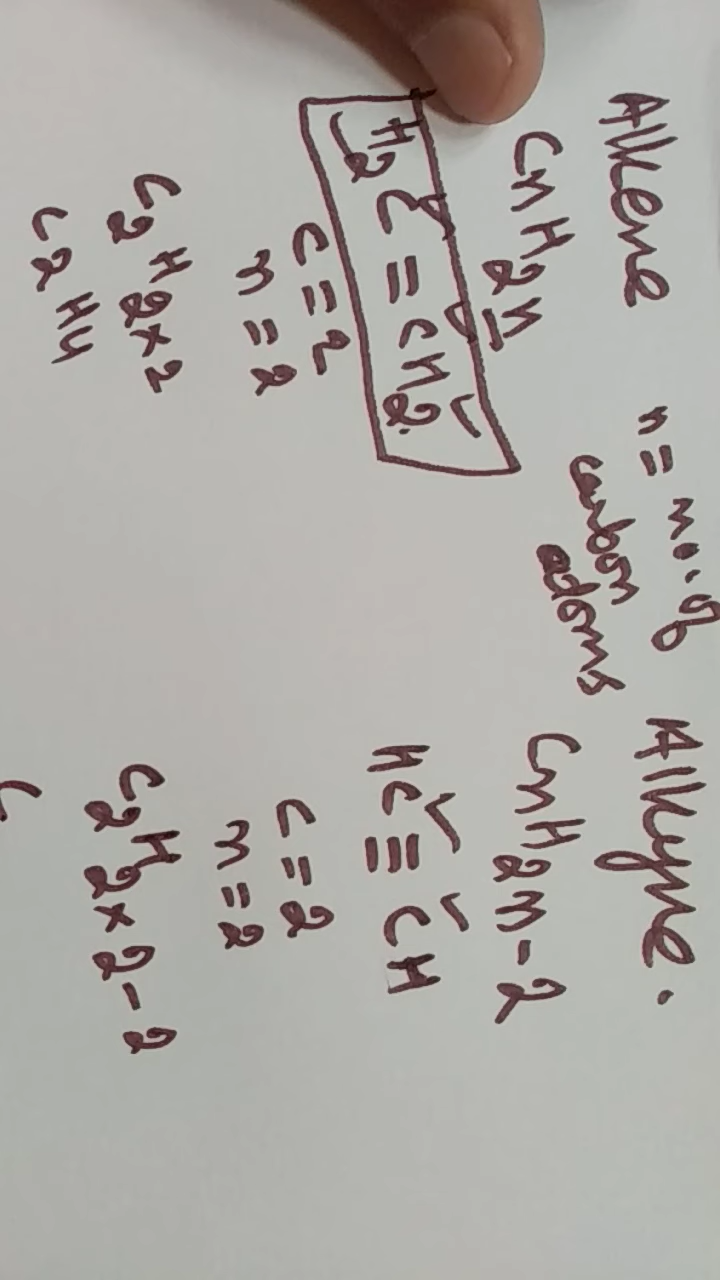 Alkene
n = no. of
carbon
atoms
CnH2n
H2C = CH2.
C = 2
n = 2
C2H2×2
C2H4
Alkyne.
CnH2n-2
HC ≡ CH
C = 2
n = 2
C2H2×2-2